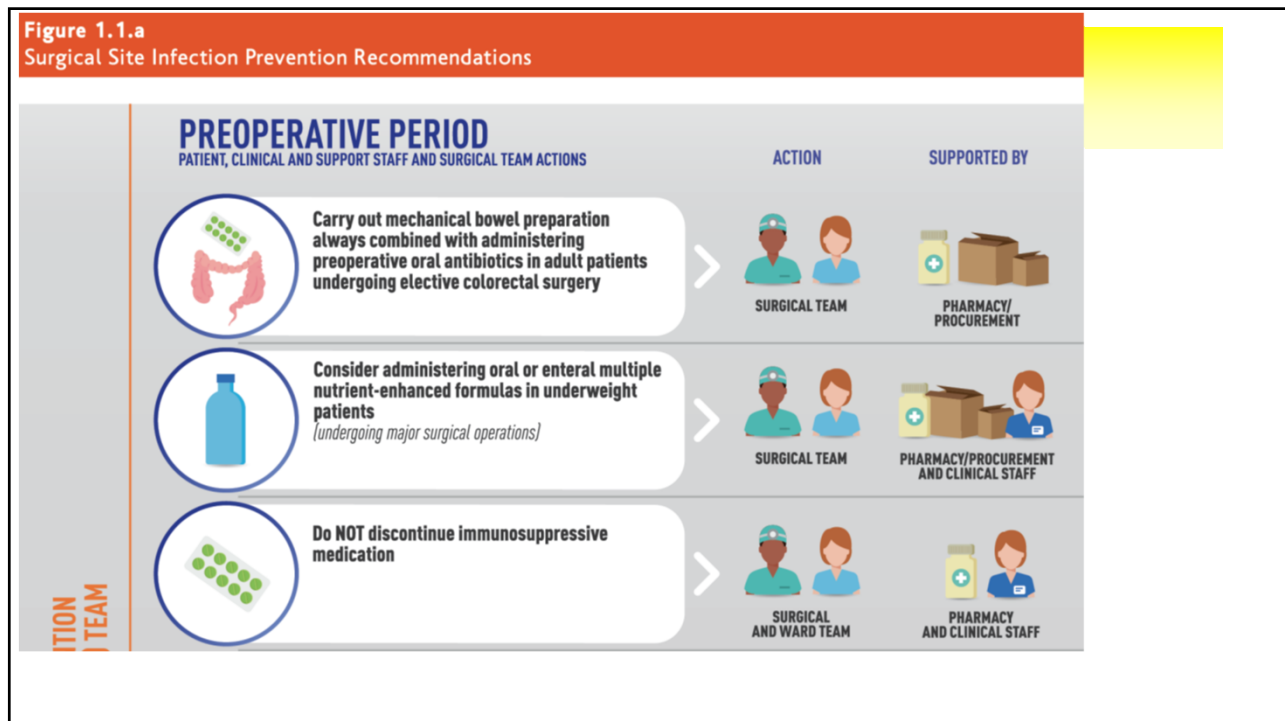 Figure 1.1.a
Surgical Site Infection Prevention Recommendations
PREOPERATIVE PERIOD
PATIENT, CLINICAL AND SUPPORT STAFF AND SURGICAL TEAM ACTIONS
ACTION
SUPPORTED BY
Carry out mechanical bowel preparation
always combined with administering
preoperative oral antibiotics in adult patients
undergoing elective colorectal surgery
SURGICAL TEAM
PHARMACY/
PROCUREMENT
Consider administering oral or enteral multiple
nutrient-enhanced formulas in underweight
patients
(undergoing major surgical operations)
SURGICAL TEAM
PHARMACY/PROCUREMENT
AND CLINICAL STAFF
Do NOT discontinue immunosuppressive
medication
SURGICAL
AND WARD TEAM
PHARMACY
AND CLINICAL STAFF
TEAM